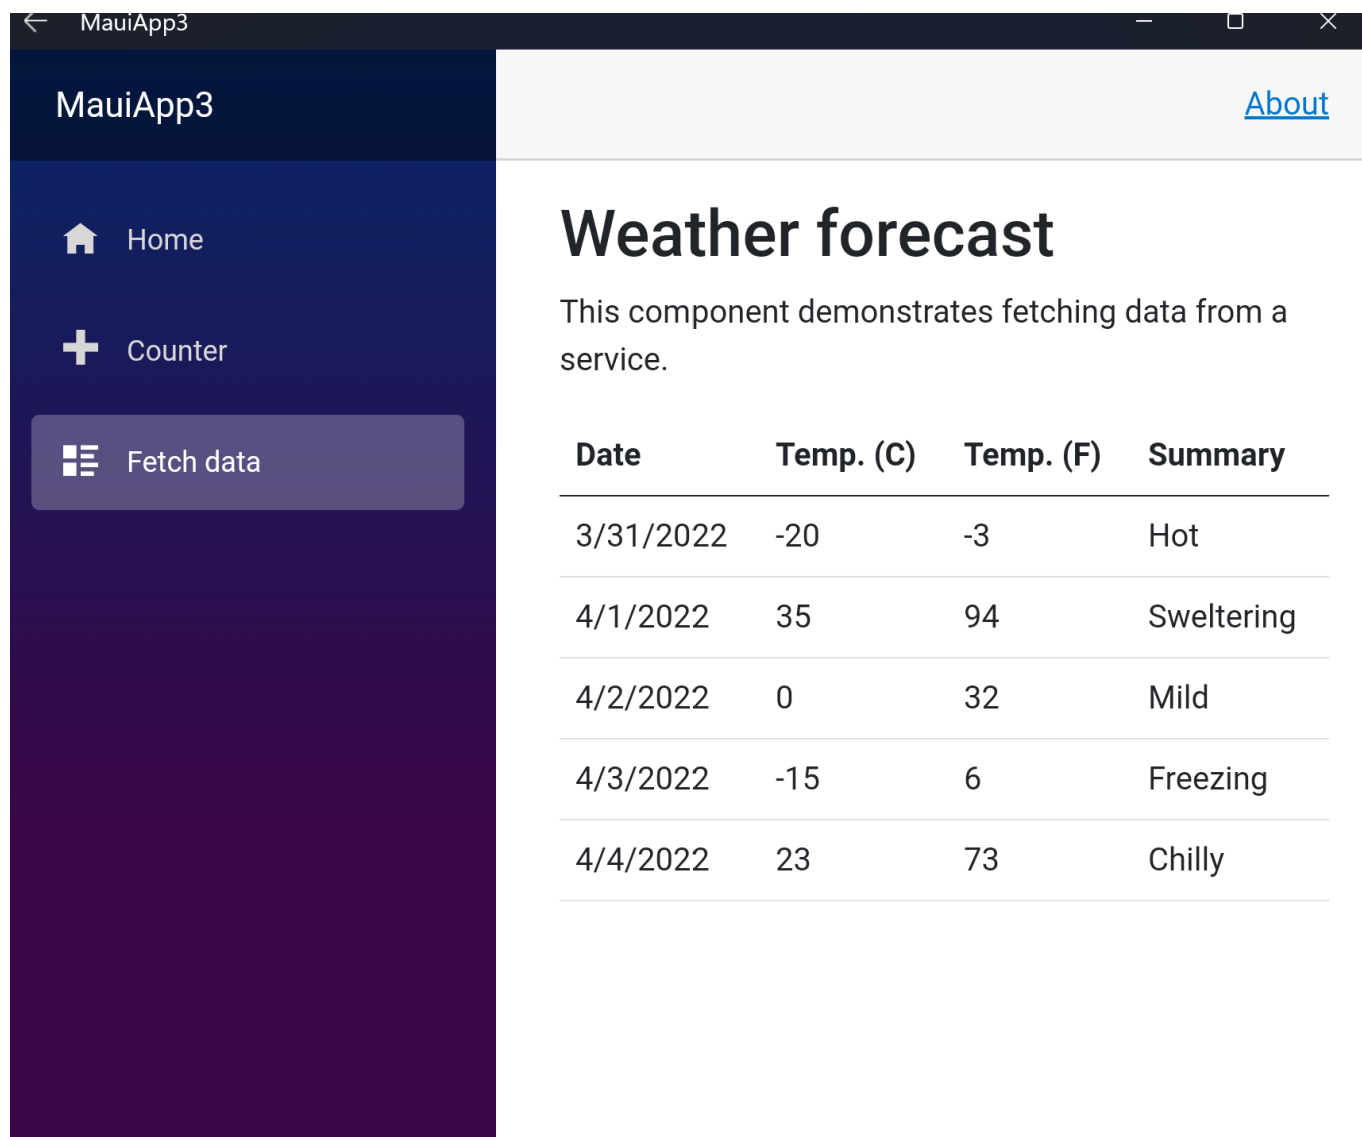 MauiApp3
MauiApp3
About
Home
Counter
Fetch data
Weather forecast
This component demonstrates fetching data from a
service.
Date Temp. (C) Temp. (F) Summary
3/31/2022 -20 -3 Hot
4/1/2022 35 94 Sweltering
4/2/2022 0 32 Mild
4/3/2022 -15 6 Freezing
4/4/2022 23 73 Chilly